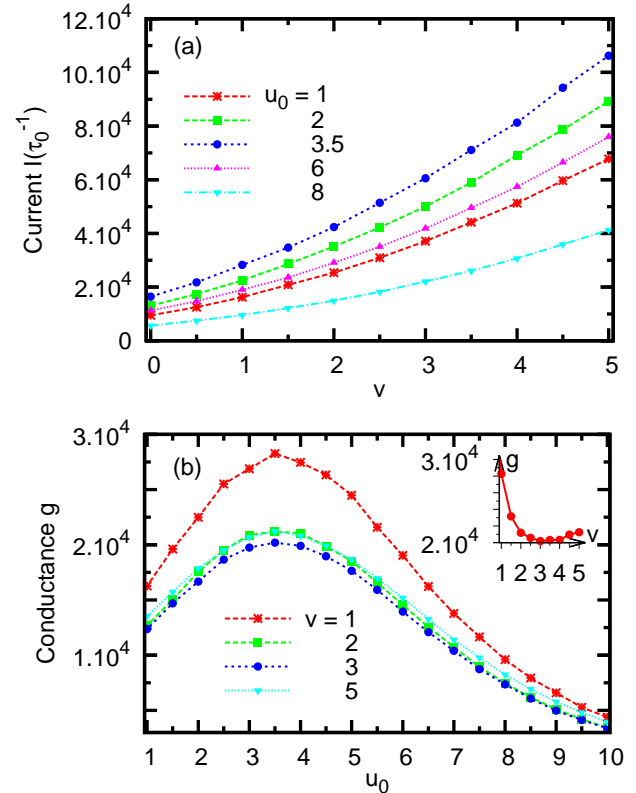 12.10⁴
(a)
10.10⁴
u₀ = 1
8.10⁴
2
3.5
6.10⁴
6
8
4.10⁴
2.10⁴
0
Current I(τ₀⁻¹)
0 1 2 3 4 5
v
3.10⁴
(b)
3.10⁴
g
v
2.10⁴
1 2 3 4 5
2.10⁴
v = 1
2
3
5
1.10⁴
Conductance g
1 2 3 4 5 6 7 8 9 10
u₀